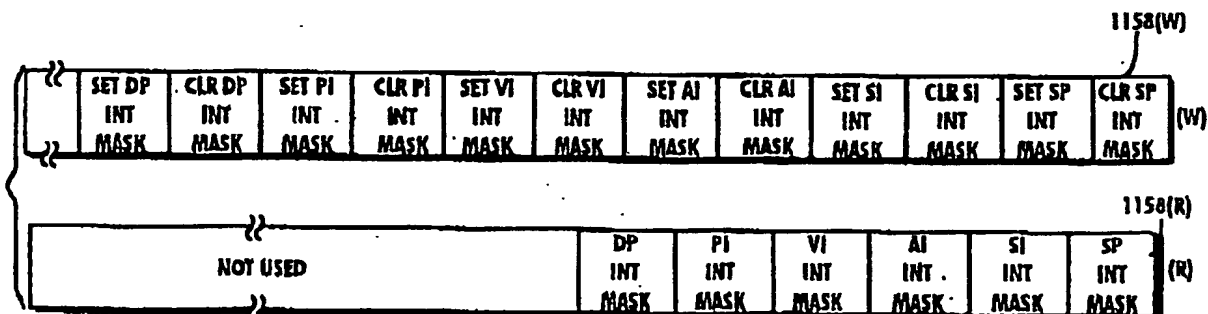 1158(W)
SET DP INT MASK
CLR DP INT MASK
SET PI INT MASK
CLR PI INT MASK
SET VI INT MASK
CLR VI INT MASK
SET AI INT MASK
CLR AI INT MASK
SET SI INT MASK
CLR SI INT MASK
SET SP INT MASK
CLR SP INT MASK
(W)
1158(R)
NOT USED
DP INT MASK
PI INT MASK
VI INT MASK
AI INT MASK
SI INT MASK
SP INT MASK
(R)